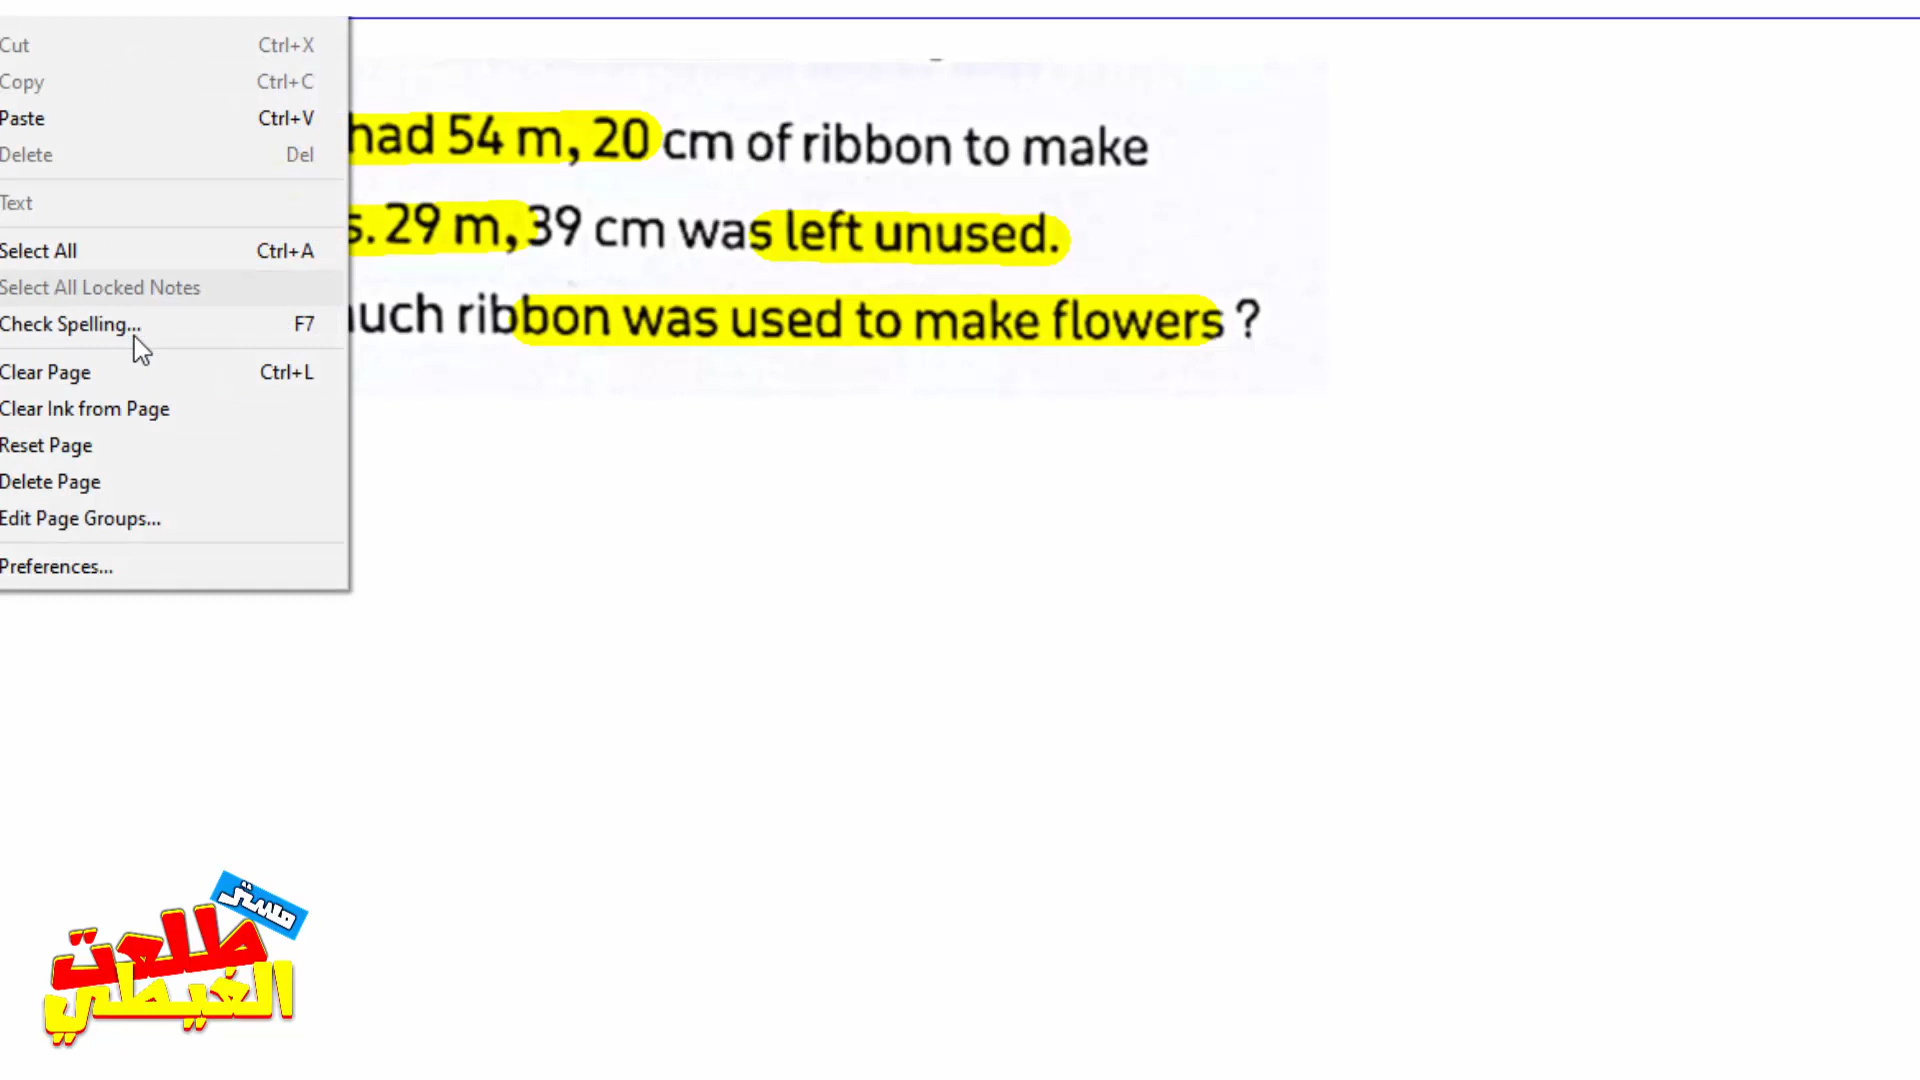 Cut Ctrl+X
Copy Ctrl+C
Paste Ctrl+V
Delete Del
Text
Select All Ctrl+A
Select All Locked Notes
Check Spelling... F7
Clear Page Ctrl+L
Clear Ink from Page
Reset Page
Delete Page
Edit Page Groups...
Preferences...
had 54 m, 20 cm of ribbon to make
s. 29 m, 39 cm was left unused.
uch ribbon was used to make flowers ?
مستر
طلعت
الغيطي